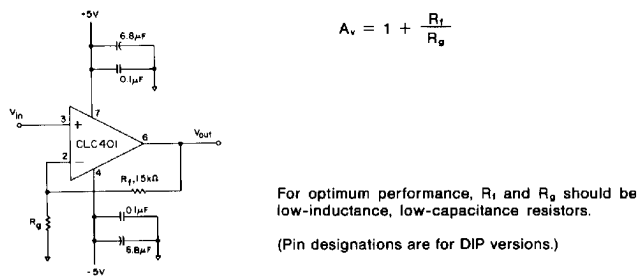 -5V
6.8µF
0.1µF
Vin
3
+
7
CLC401
6
Vout
2
−
4
Rf, 1.5kΩ
Rg
0.1µF
6.8µF
-5V
Av = 1 + Rf
Rg
For optimum performance, Rf and Rg should be
low-inductance, low-capacitance resistors.
(Pin designations are for DIP versions.)